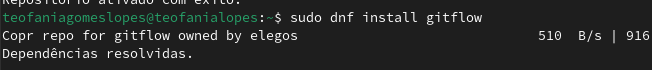 Repositório ativado com êxito.
teofaniagomeslopes@teofanialopes:~$ sudo dnf install gitflow
Copr repo for gitflow owned by elegos 510 B/s | 916
Dependências resolvidas.